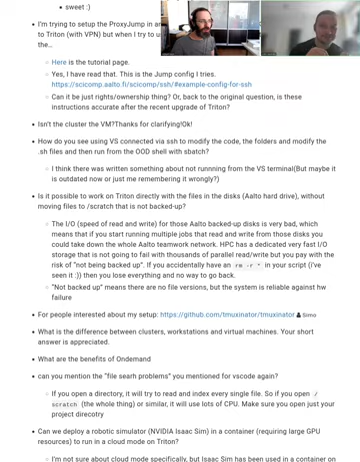 sweet :)
I'm trying to setup the ProxyJump in
to Triton (with VPN) but when I try to u
the…
Here is the tutorial page.
Yes, I have read that. This is the Jump config I tries.
https://scicomp.aalto.fi/scicomp/ssh/#example-config-for-ssh
Can it be just rights/ownership thing? Or, back to the original question, is these
instructions accurate after the recent upgrade of Triton?
Isn't the cluster the VM?Thanks for clarifying!Ok!
How do you see using VS connected via ssh to modify the code, the folders and modify the
.sh files and then run from the OOD shell with sbatch?
I think there was written something about not runnning from the VS terminal(But maybe it
is outdated now or just me remembering it wrongly?)
Is it possible to work on Triton directly with the files in the disks (Aalto hard drive), without
moving files to /scratch that is not backed-up?
The I/O (speed of read and write) for those Aalto backed-up disks is very bad, which
means that if you start running multiple jobs that read and write from those disks you
could take down the whole Aalto teamwork network. HPC has a dedicated very fast I/O
storage that is not going to fail with thousands of parallel read/write but you pay with the
risk of "not being backed up". If you accidentally have an rm -r * in your script (i've
seen it :)) then you lose everything and no way to go back.
"Not backed up" means there are no file versions, but the system is reliable against hw
failure
For people interested about my setup: https://github.com/tmuxinator/tmuxinator Simo
What is the difference between clusters, workstations and virtual machines. Your short
answer is appreciated.
What are the benefits of Ondemand
can you mention the "file searh problems" you mentioned for vscode again?
If you open a directory, it will try to read and index every single file. So if you open /
scratch (the whole thing) or similar, it will use lots of CPU. Make sure you open just your
project direcotry
Can we deploy a robotic simulator (NVIDIA Isaac Sim) in a container (requiring large GPU
resources) to run in a cloud mode on Triton?
I'm not sure about cloud mode specifically, but Isaac Sim has been used in a container on